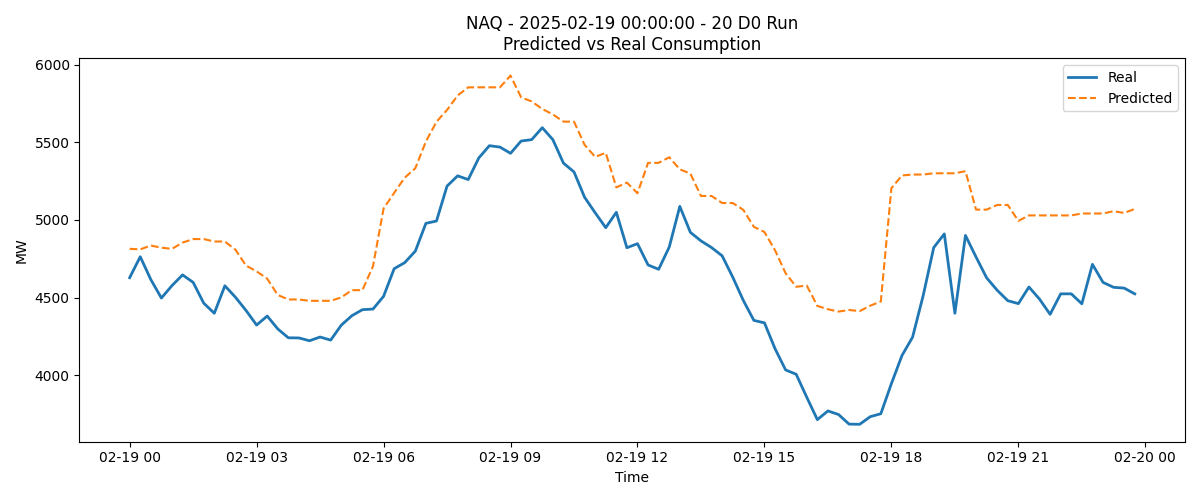 NAQ - 2025-02-19 00:00:00 - 20 D0 Run
Predicted vs Real Consumption
6000
5500
5000
4500
4000
MW
Real
Predicted
02-19 00
02-19 03
02-19 06
02-19 09
02-19 12
02-19 15
02-19 18
02-19 21
02-20 00
Time